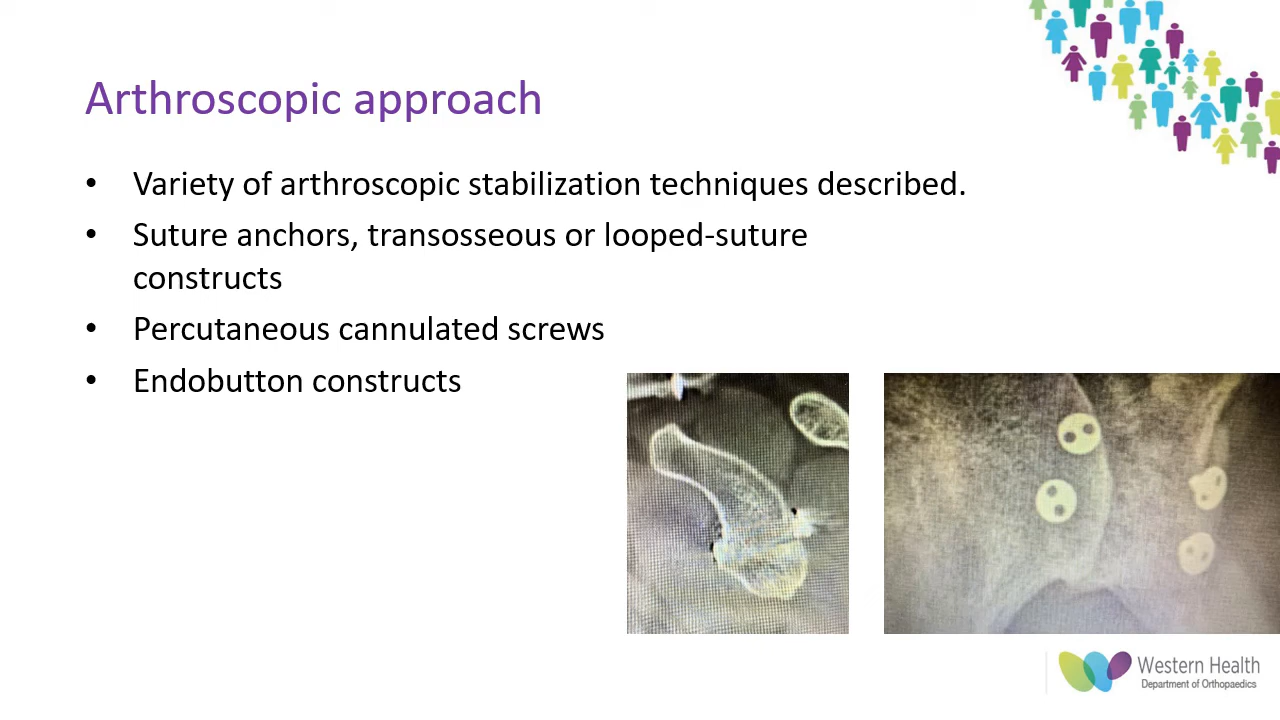 Arthroscopic approach
• Variety of arthroscopic stabilization techniques described.
• Suture anchors, transosseous or looped-suture
constructs
• Percutaneous cannulated screws
• Endobutton constructs
Western Health
Department of Orthopaedics